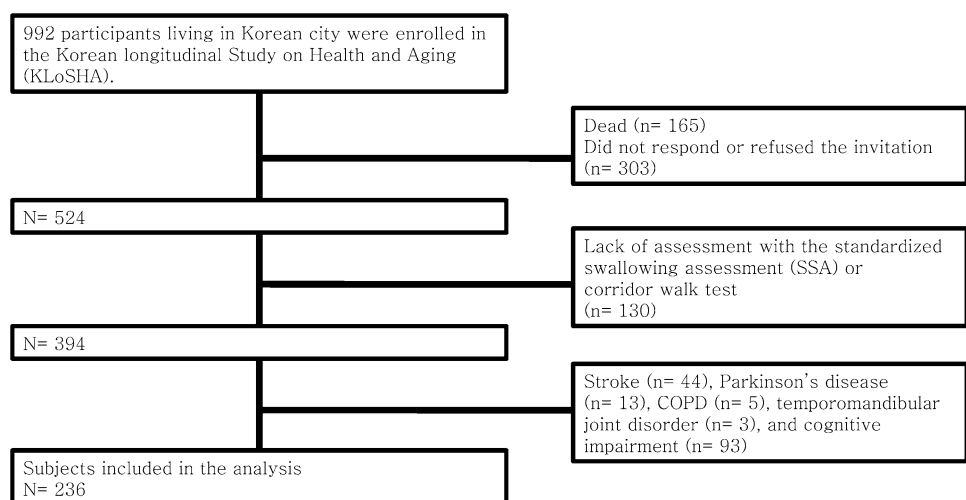 992 participants living in Korean city were enrolled in
the Korean longitudinal Study on Health and Aging
(KLoSHA).
Dead (n= 165)
Did not respond or refused the invitation
(n= 303)
N= 524
Lack of assessment with the standardized
swallowing assessment (SSA) or
corridor walk test
(n= 130)
N= 394
Stroke (n= 44), Parkinson's disease
(n= 13), COPD (n= 5), temporomandibular
joint disorder (n= 3), and cognitive
impairment (n= 93)
Subjects included in the analysis
N= 236